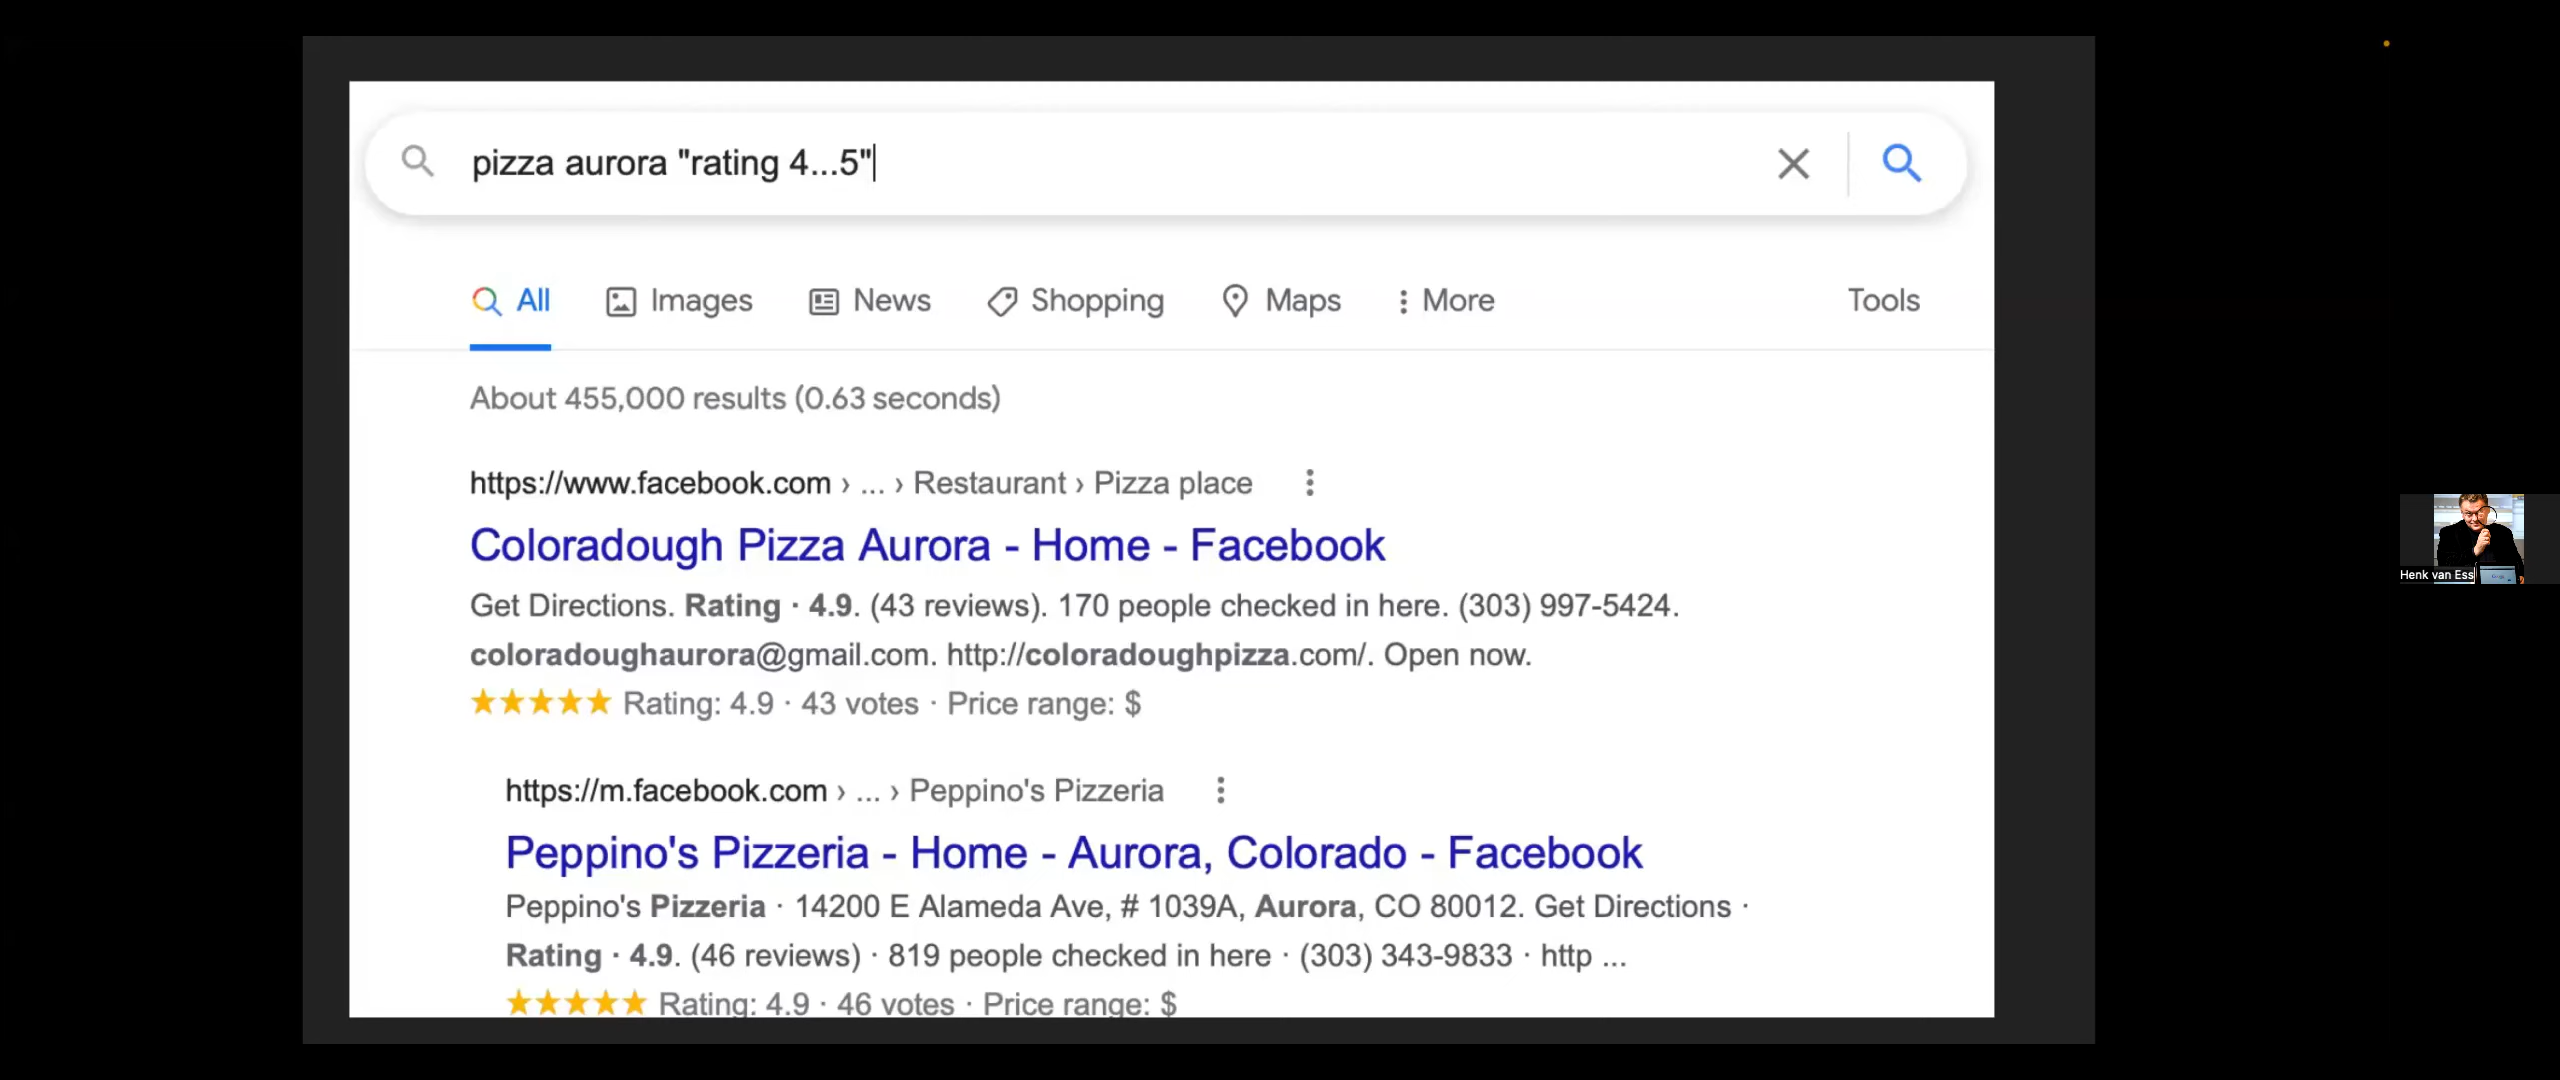 pizza aurora "rating 4...5"
All Images News Shopping Maps More Tools
About 455,000 results (0.63 seconds)
https://www.facebook.com › ... › Restaurant › Pizza place
Coloradough Pizza Aurora - Home - Facebook
Get Directions. Rating · 4.9. (43 reviews). 170 people checked in here. (303) 997-5424.
coloradoughaurora@gmail.com. http://coloradoughpizza.com/. Open now.
Rating: 4.9 · 43 votes · Price range: $
https://m.facebook.com › ... › Peppino's Pizzeria
Peppino's Pizzeria - Home - Aurora, Colorado - Facebook
Peppino's Pizzeria · 14200 E Alameda Ave, # 1039A, Aurora, CO 80012. Get Directions ·
Rating · 4.9. (46 reviews) · 819 people checked in here · (303) 343-9833 · http ...
Rating: 4.9 · 46 votes · Price range: $
Henk van Ess